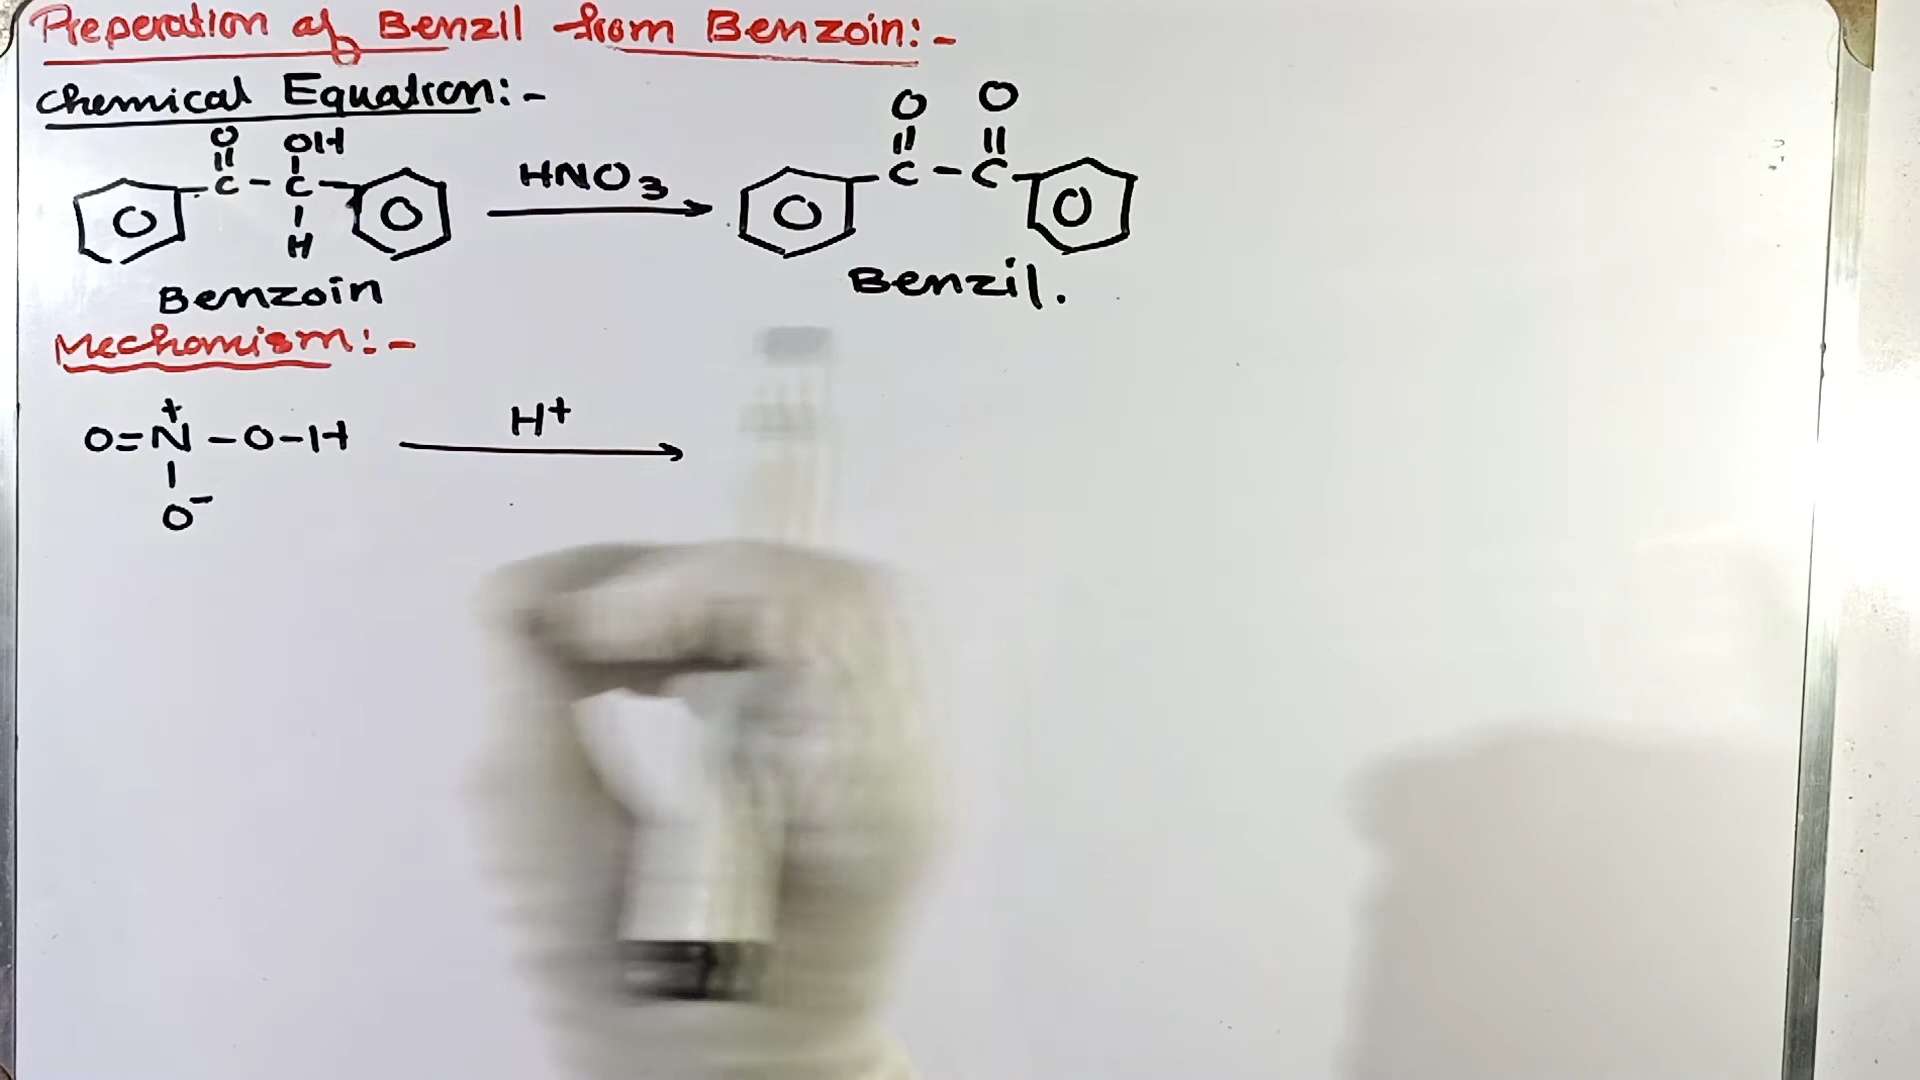 Preperation of Benzil from Benzoin:-
Chemical Equation:-
O OH O O
C - C HNO3 C - C
H
Benzoin Benzil.
Mechanism:-
O=N+-O-H H+
O-